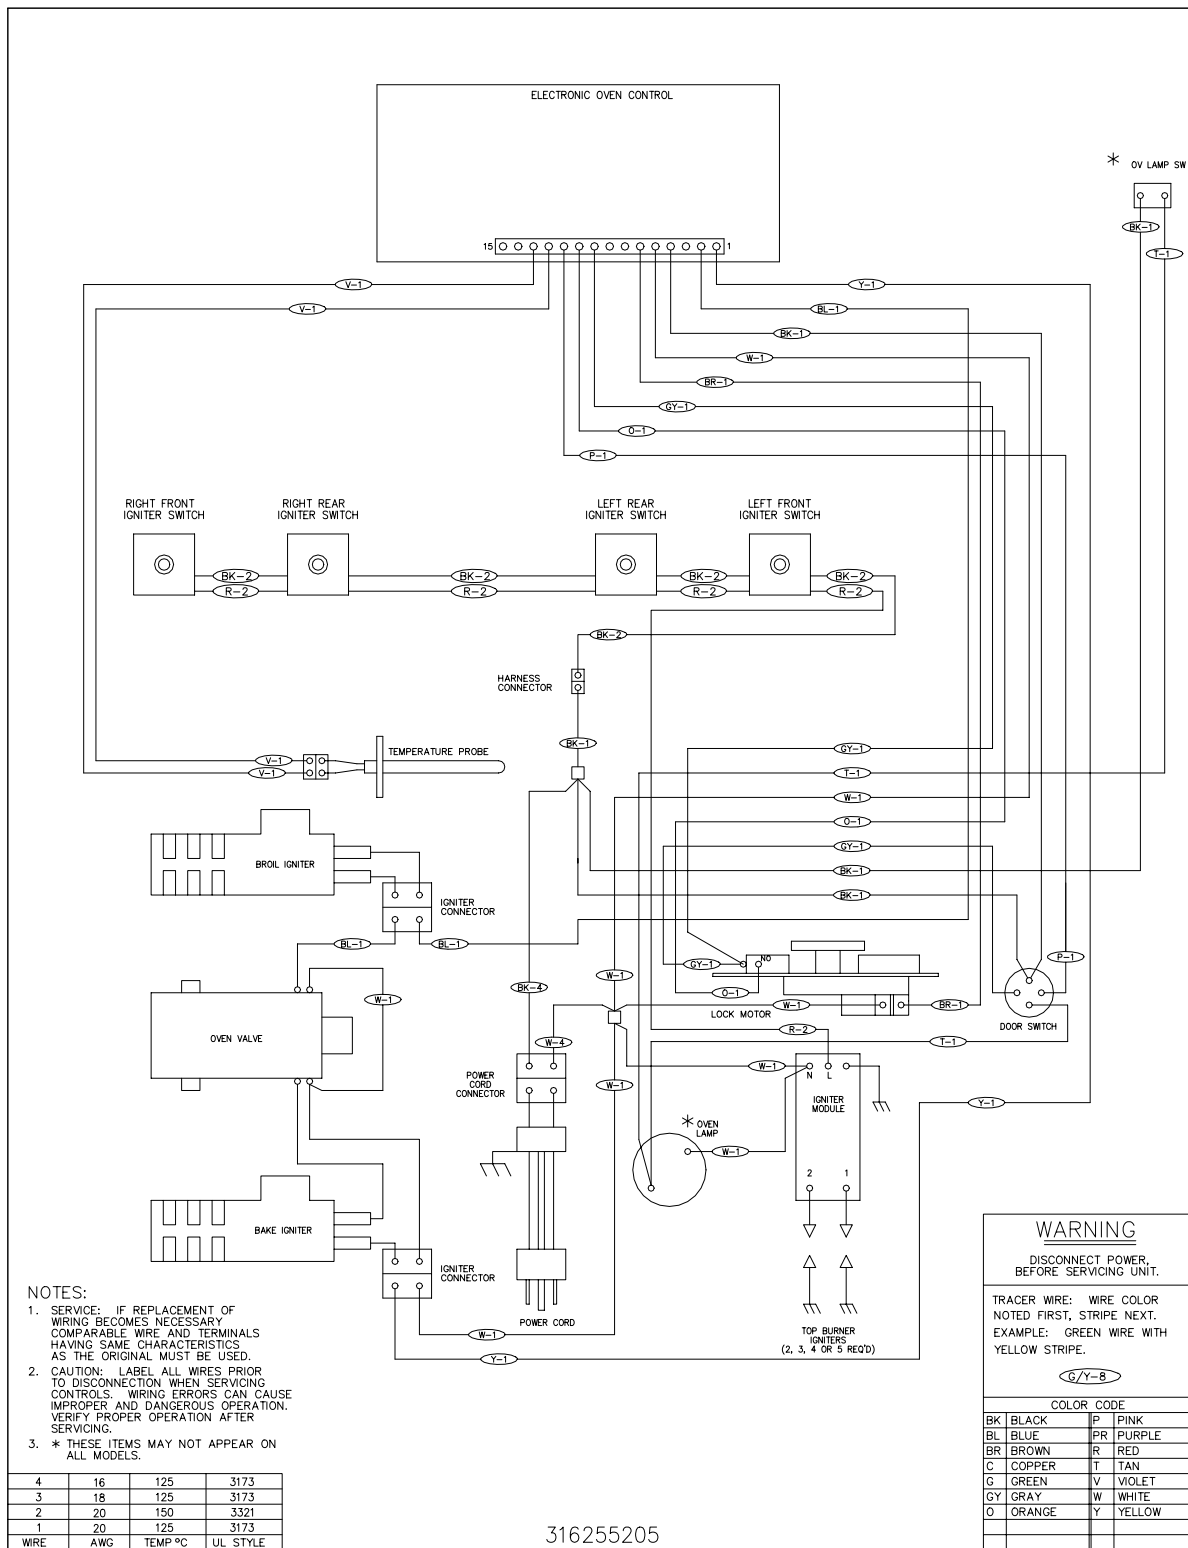 ELECTRONIC OVEN CONTROL
* OV LAMP SW
BK-1
T-1
15
1
V-1
Y-1
V-1
BL-1
BK-1
W-1
BR-1
GY-1
O-1
P-1
RIGHT FRONT
IGNITER SWITCH
RIGHT REAR
IGNITER SWITCH
LEFT REAR
IGNITER SWITCH
LEFT FRONT
IGNITER SWITCH
BK-2
BK-2
BK-2
BK-2
R-2
R-2
R-2
R-2
BK-2
HARNESS
CONNECTOR
BK-1
TEMPERATURE PROBE
V-1
V-1
GY-1
T-1
W-1
O-1
GY-1
BK-1
BK-1
BROIL IGNITER
IGNITER
CONNECTOR
BL-1
BL-1
W-1
OVEN VALVE
BK-4
W-1
GY-1
NO
O-1
LOCK MOTOR
W-1
BR-1
P-1
DOOR SWITCH
R-2
T-1
W-4
POWER
CORD
CONNECTOR
W-1
W-1
N
L
IGNITER
MODULE
Y-1
* OVEN
LAMP
W-1
2
1
BAKE IGNITER
IGNITER
CONNECTOR
POWER CORD
W-1
Y-1
TOP BURNER
IGNITERS
(2, 3, 4 OR 5 REQ'D)
NOTES:
1. SERVICE: IF REPLACEMENT OF
WIRING BECOMES NECESSARY
COMPARABLE WIRE AND TERMINALS
HAVING SAME CHARACTERISTICS
AS THE ORIGINAL MUST BE USED.
2. CAUTION: LABEL ALL WIRES PRIOR
TO DISCONNECTION WHEN SERVICING
CONTROLS. WIRING ERRORS CAN CAUSE
IMPROPER AND DANGEROUS OPERATION.
VERIFY PROPER OPERATION AFTER
SERVICING.
3. * THESE ITEMS MAY NOT APPEAR ON
ALL MODELS.
4 16 125 3173
3 18 125 3173
2 20 150 3321
1 20 125 3173
WIRE AWG TEMP °C UL STYLE
316255205
WARNING
DISCONNECT POWER,
BEFORE SERVICING UNIT.
TRACER WIRE: WIRE COLOR
NOTED FIRST, STRIPE NEXT.
EXAMPLE: GREEN WIRE WITH
YELLOW STRIPE.
G/Y-8
COLOR CODE
BK BLACK P PINK
BL BLUE PR PURPLE
BR BROWN R RED
C COPPER T TAN
G GREEN V VIOLET
GY GRAY W WHITE
O ORANGE Y YELLOW